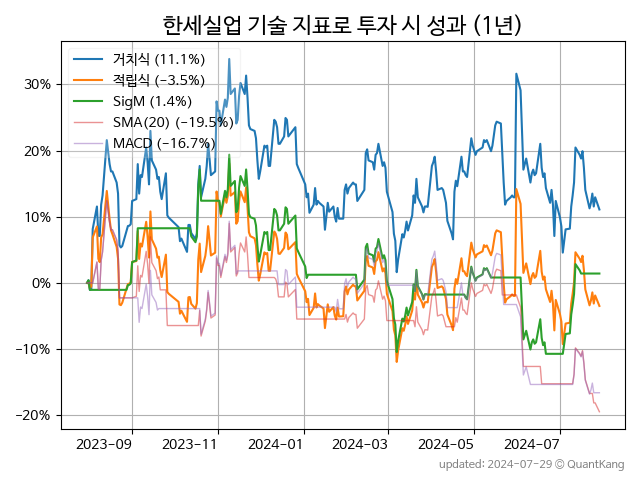 한세실업 기술 지표로 투자 시 성과 (1년)
거치식 (11.1%)
적립식 (−3.5%)
SigM (1.4%)
SMA(20) (−19.5%)
MACD (−16.7%)
30%
20%
10%
0%
−10%
−20%
2023-09 2023-11 2024-01 2024-03 2024-05 2024-07
updated: 2024-07-29 © QuantKang